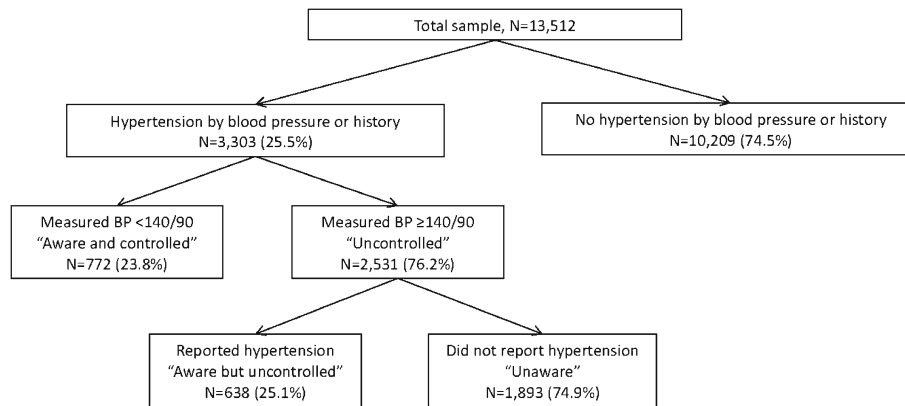 Total sample, N=13,512
Hypertension by blood pressure or history
N=3,303 (25.5%)
No hypertension by blood pressure or history
N=10,209 (74.5%)
Measured BP <140/90
“Aware and controlled”
N=772 (23.8%)
Measured BP ≥140/90
“Uncontrolled”
N=2,531 (76.2%)
Reported hypertension
“Aware but uncontrolled”
N=638 (25.1%)
Did not report hypertension
“Unaware”
N=1,893 (74.9%)